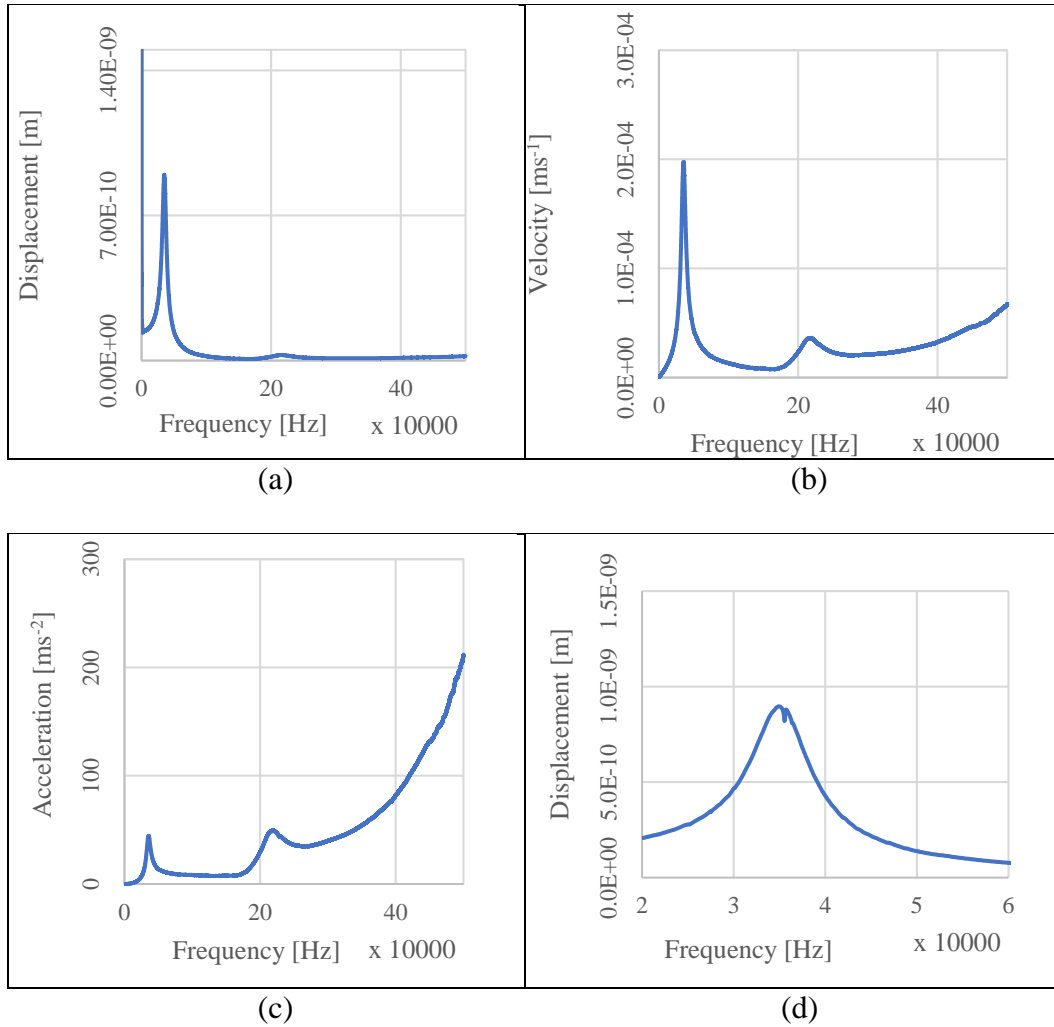 Displacement [m]
1.40E-09
7.00E-10
0.00E+00
0
20
40
Frequency [Hz]
x 10000
(a)
Velocity [ms-1]
3.0E-04
2.0E-04
1.0E-04
0.0E+00
0
20
40
Frequency [Hz]
x 10000
(b)
Acceleration [ms-2]
300
200
100
0
0
20
40
Frequency [Hz]
x 10000
(c)
Displacement [m]
1.5E-09
1.0E-09
5.0E-10
0.0E+00
2
3
4
5
6
Frequency [Hz]
x 10000
(d)